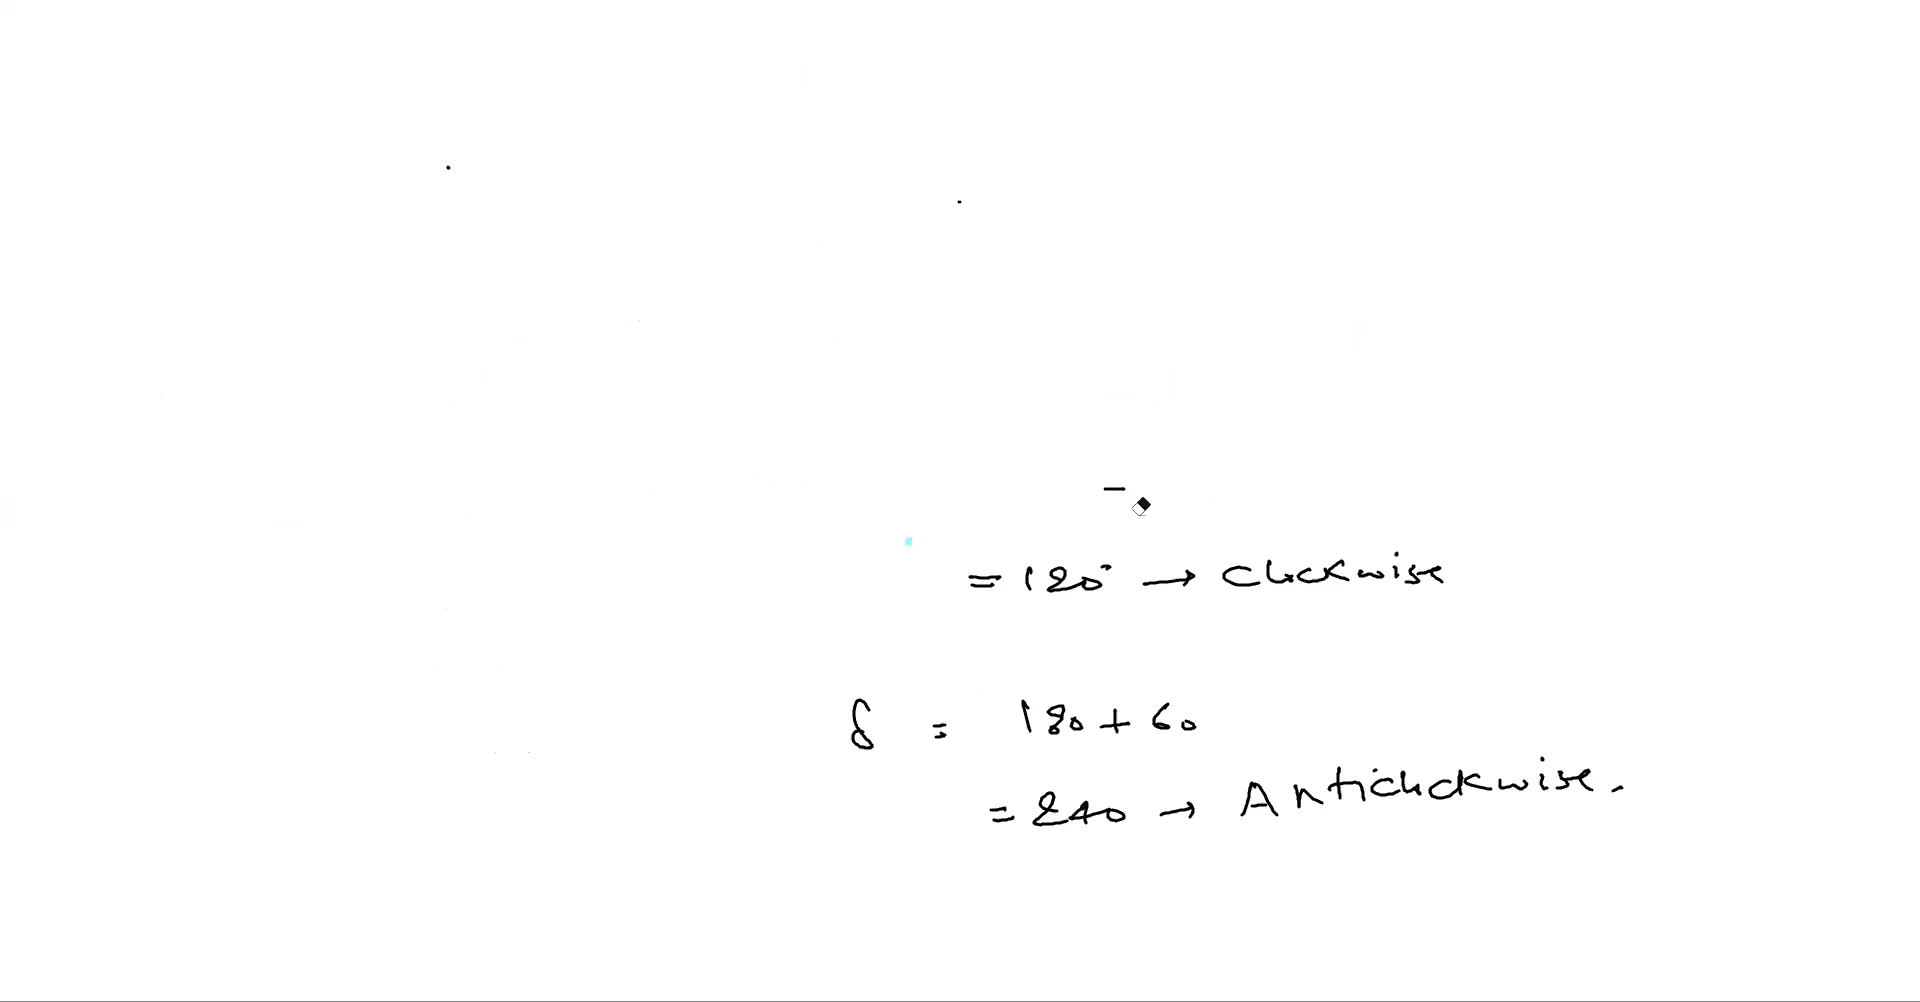 = 120° → Clockwise
δ = 180 + 60
= 240 → Anticlockwise.